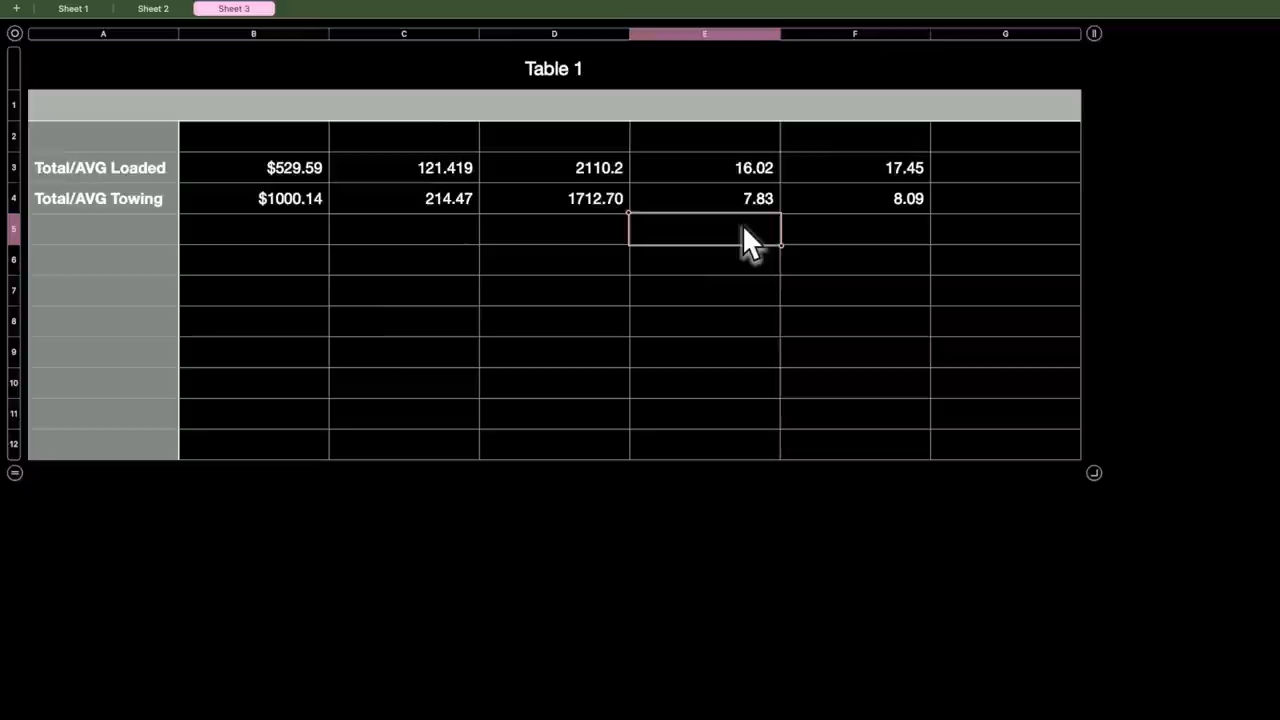 + Sheet 1 Sheet 2 Sheet 3
A B C D E F G
Table 1
1
2
3 Total/AVG Loaded $529.59 121.419 2110.2 16.02 17.45
4 Total/AVG Towing $1000.14 214.47 1712.70 7.83 8.09
5
6
7
8
9
10
11
12